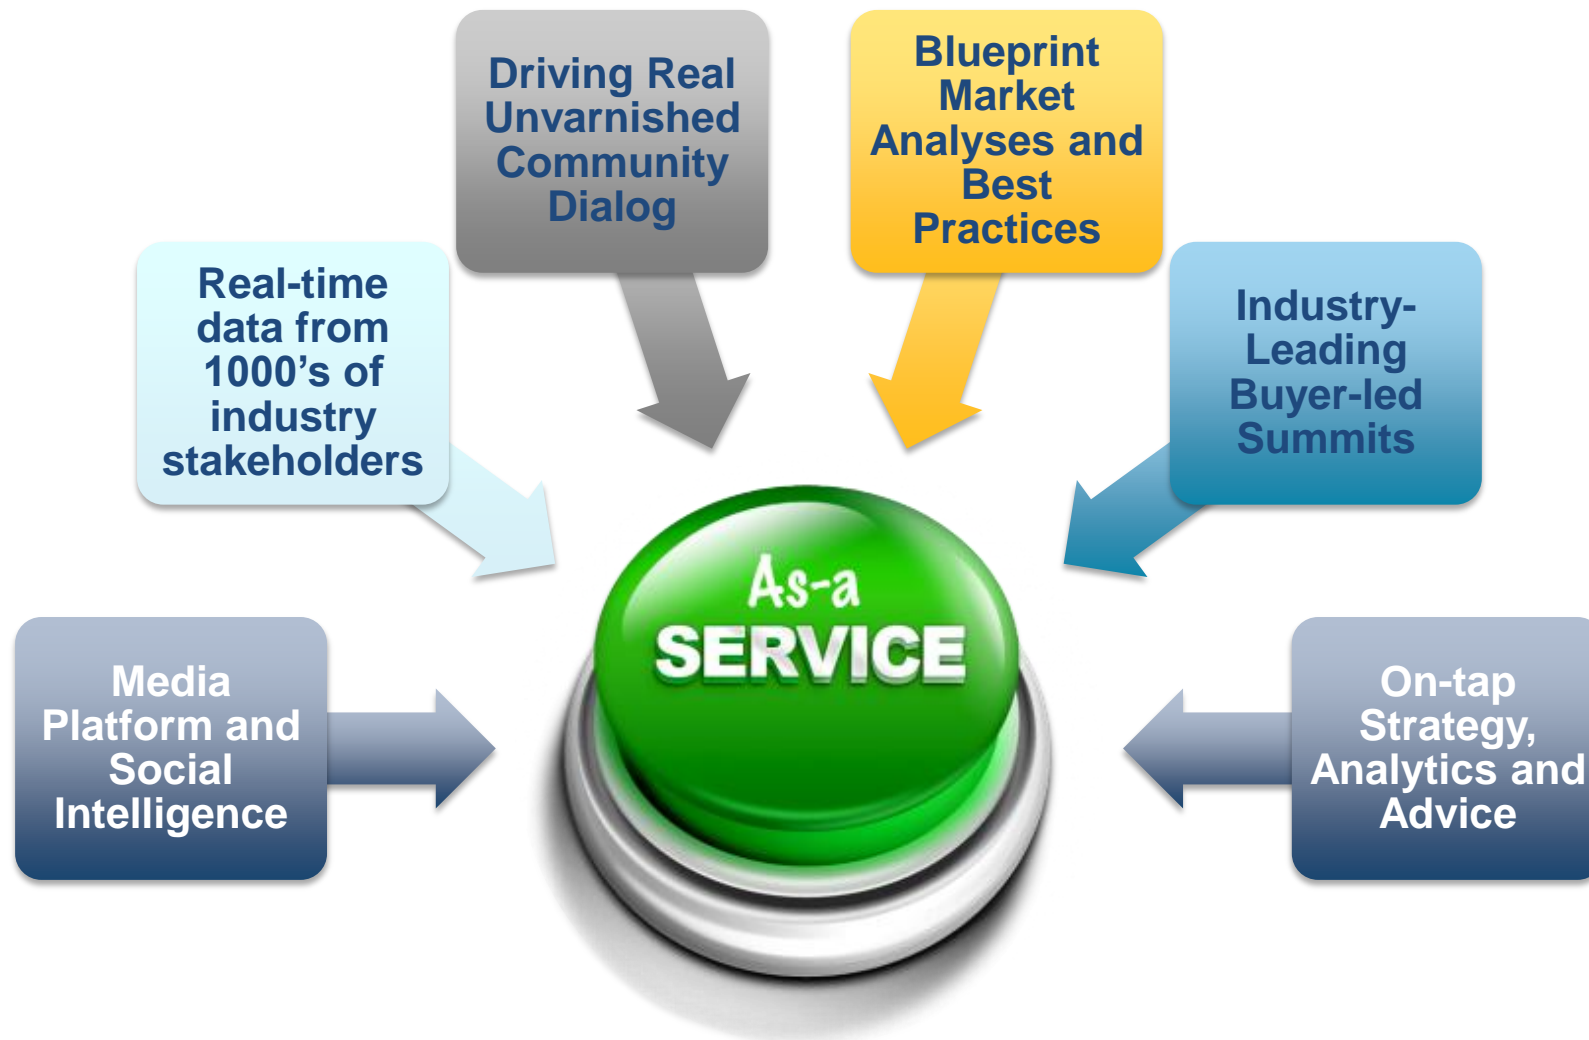 Driving Real
Unvarnished
Community
Dialog
Blueprint
Market
Analyses and
Best
Practices
Real-time
data from
1000’s of
industry
stakeholders
Industry-
Leading
Buyer-led
Summits
As-a
SERVICE
Media
Platform and
Social
Intelligence
On-tap
Strategy,
Analytics and
Advice